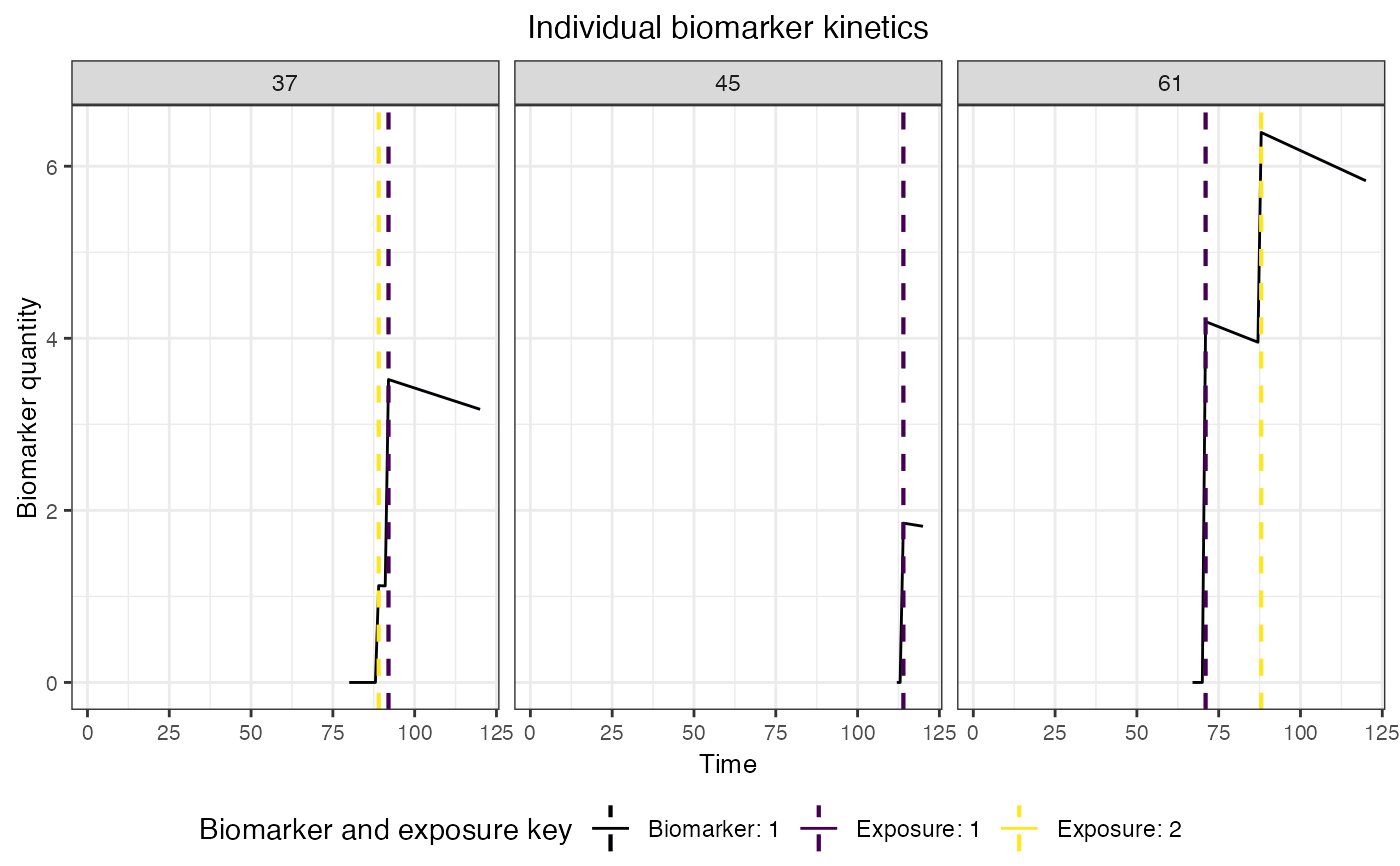 Individual biomarker kinetics
37 45 61
Biomarker quantity
6
4
2
0
0 25 50 75 100 125 0 25 50 75 100 125 0 25 50 75 100 125
Time
Biomarker and exposure key Biomarker: 1 Exposure: 1 Exposure: 2